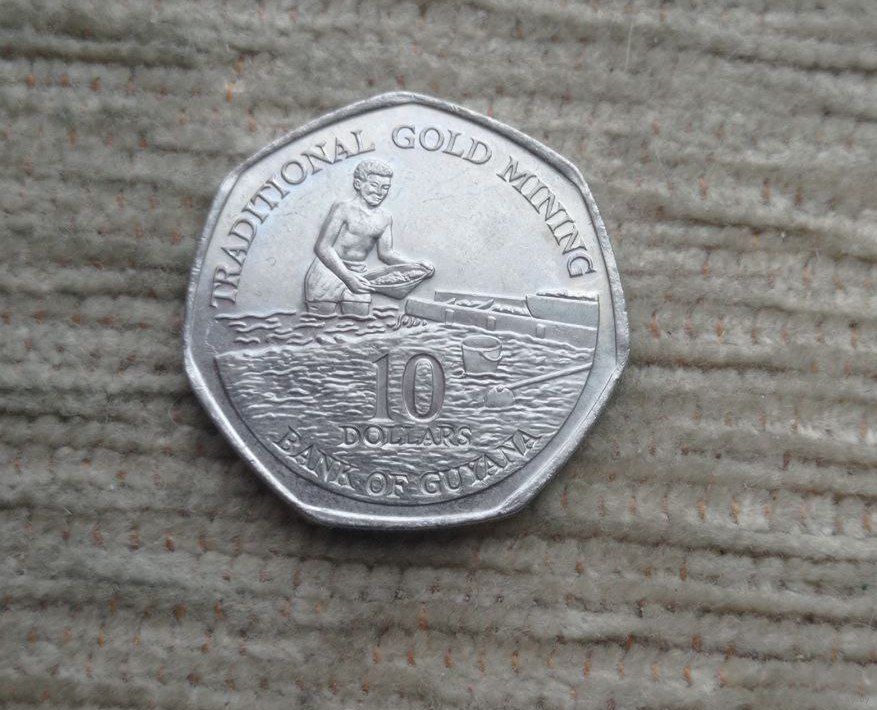 TRADITIONAL GOLD MINING
10
DOLLARS
BANK OF GUYANA